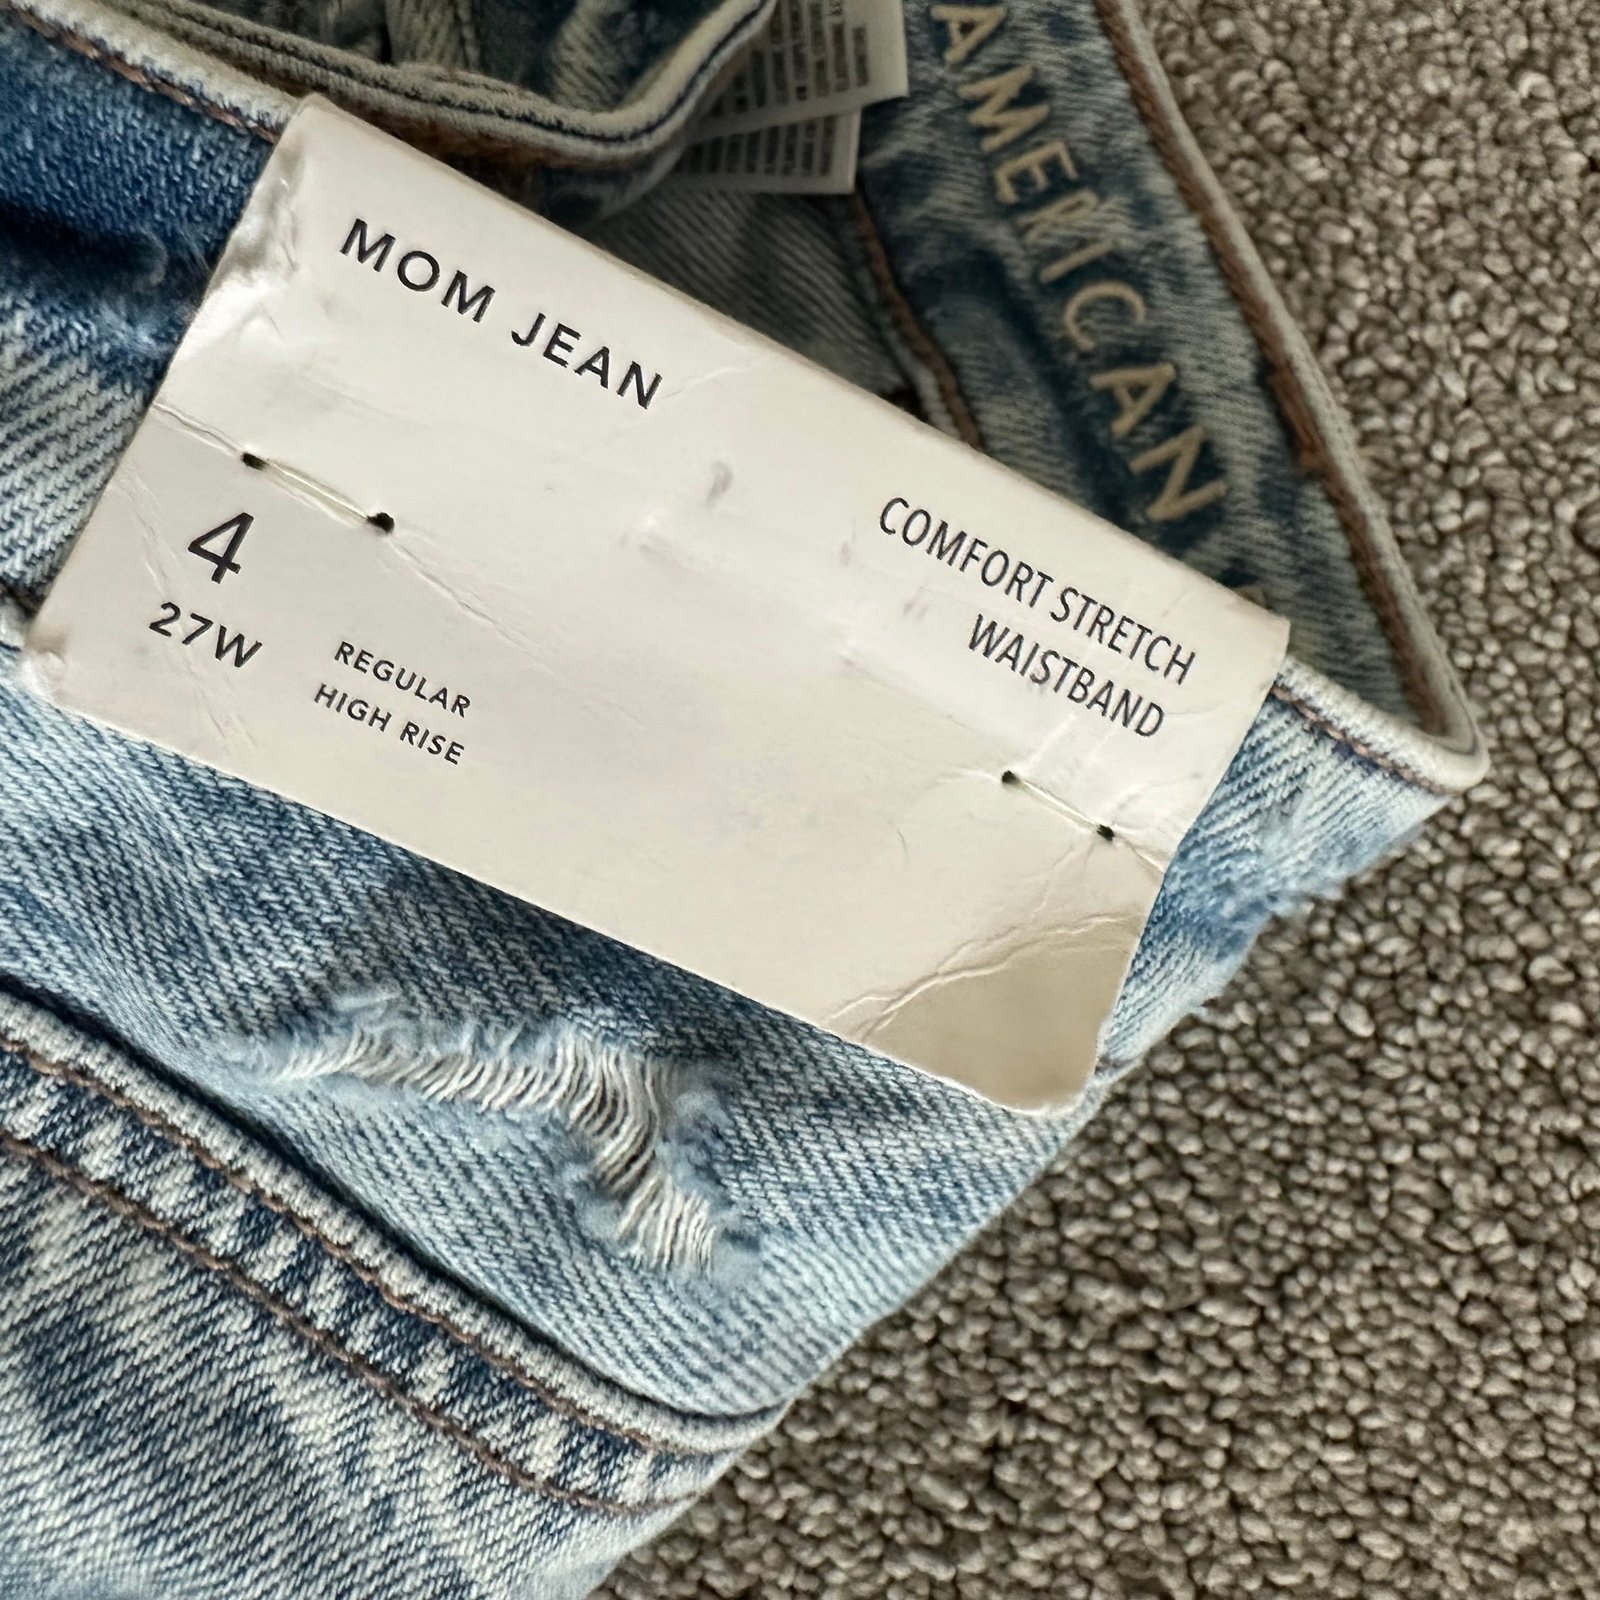 AMERICAN
MOM JEAN
COMFORT STRETCH
WAISTBAND
4
27W
REGULAR
HIGH RISE